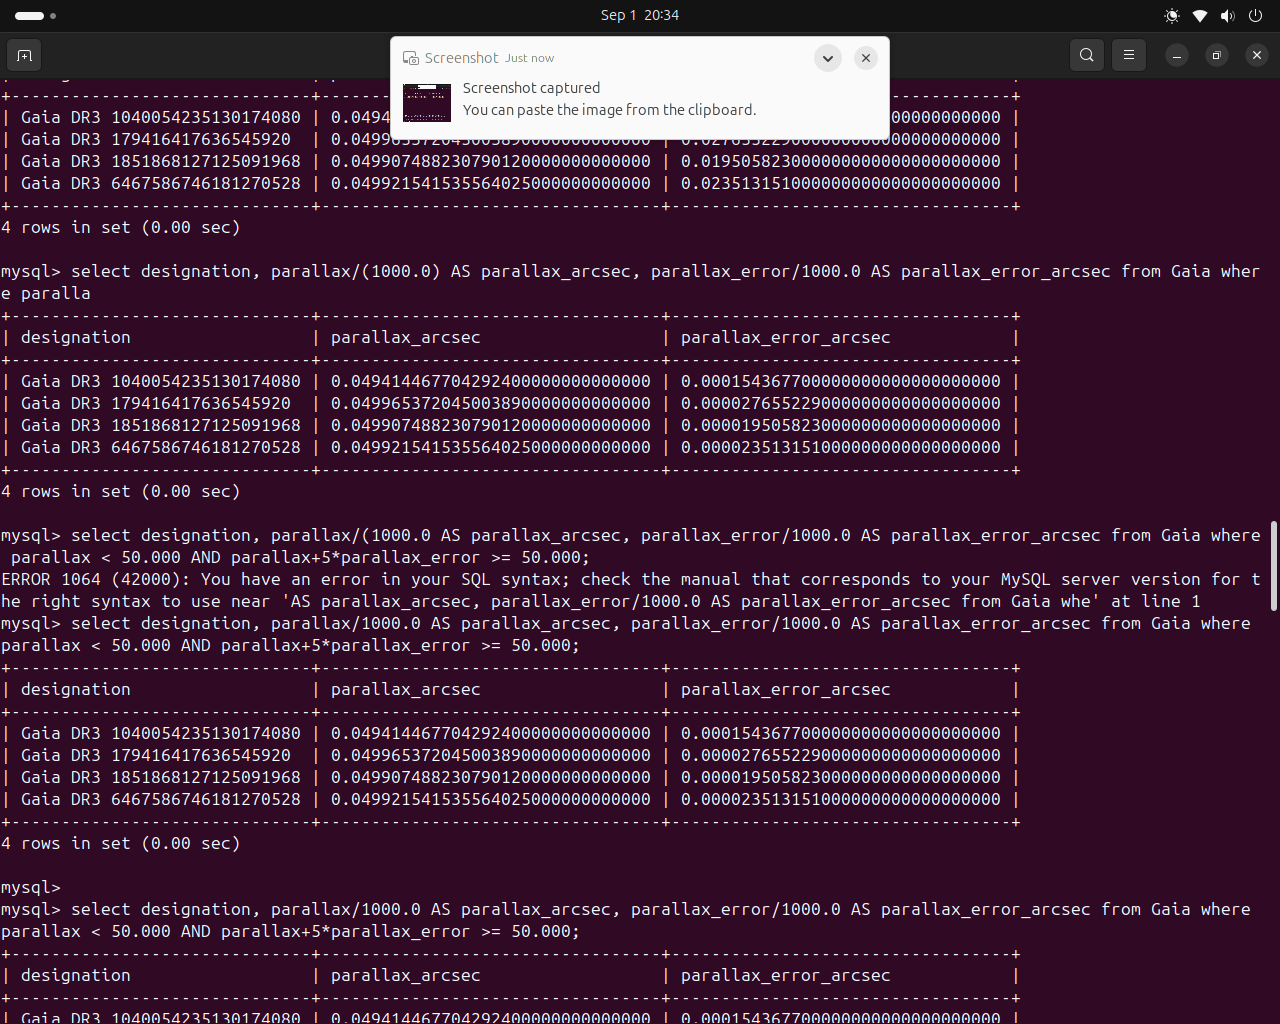 Sep 1 20:34
Screenshot Just now
Screenshot captured
You can paste the image from the clipboard.
+------------------------------+----------------------------------+---------------------------------+
| Gaia DR3 1040054235130174080 | 0.0494
| Gaia DR3 179416417636545920 |
| Gaia DR3 1851868127125091968 | 0.04990748823079012000000000000 | 0.01950582300000000000000000000 |
| Gaia DR3 6467586746181270528 | 0.04992154153556402500000000000 | 0.02351315100000000000000000000 |
+------------------------------+----------------------------------+---------------------------------+
4 rows in set (0.00 sec)
mysql> select designation, parallax/(1000.0) AS parallax_arcsec, parallax_error/1000.0 AS parallax_error_arcsec from Gaia wher
e paralla
+------------------------------+----------------------------------+---------------------------------+
| designation | parallax_arcsec | parallax_error_arcsec |
+------------------------------+----------------------------------+---------------------------------+
| Gaia DR3 1040054235130174080 | 0.04941446770429240000000000000 | 0.00015436770000000000000000000 |
| Gaia DR3 179416417636545920 | 0.04996537204500389000000000000 | 0.00002765522900000000000000000 |
| Gaia DR3 1851868127125091968 | 0.04990748823079012000000000000 | 0.00001950582300000000000000000 |
| Gaia DR3 6467586746181270528 | 0.04992154153556402500000000000 | 0.00002351315100000000000000000 |
+------------------------------+----------------------------------+---------------------------------+
4 rows in set (0.00 sec)
mysql> select designation, parallax/(1000.0 AS parallax_arcsec, parallax_error/1000.0 AS parallax_error_arcsec from Gaia where
 parallax < 50.000 AND parallax+5*parallax_error >= 50.000;
ERROR 1064 (42000): You have an error in your SQL syntax; check the manual that corresponds to your MySQL server version for t
he right syntax to use near 'AS parallax_arcsec, parallax_error/1000.0 AS parallax_error_arcsec from Gaia whe' at line 1
mysql> select designation, parallax/1000.0 AS parallax_arcsec, parallax_error/1000.0 AS parallax_error_arcsec from Gaia where
parallax < 50.000 AND parallax+5*parallax_error >= 50.000;
+------------------------------+----------------------------------+---------------------------------+
| designation | parallax_arcsec | parallax_error_arcsec |
+------------------------------+----------------------------------+---------------------------------+
| Gaia DR3 1040054235130174080 | 0.04941446770429240000000000000 | 0.00015436770000000000000000000 |
| Gaia DR3 179416417636545920 | 0.04996537204500389000000000000 | 0.00002765522900000000000000000 |
| Gaia DR3 1851868127125091968 | 0.04990748823079012000000000000 | 0.00001950582300000000000000000 |
| Gaia DR3 6467586746181270528 | 0.04992154153556402500000000000 | 0.00002351315100000000000000000 |
+------------------------------+----------------------------------+---------------------------------+
4 rows in set (0.00 sec)
mysql>
mysql> select designation, parallax/1000.0 AS parallax_arcsec, parallax_error/1000.0 AS parallax_error_arcsec from Gaia where
parallax < 50.000 AND parallax+5*parallax_error >= 50.000;
+------------------------------+----------------------------------+---------------------------------+
| designation | parallax_arcsec | parallax_error_arcsec |
+------------------------------+----------------------------------+---------------------------------+
| Gaia DR3 1040054235130174080 | 0.04941446770429240000000000000 | 0.00015436770000000000000000000 |